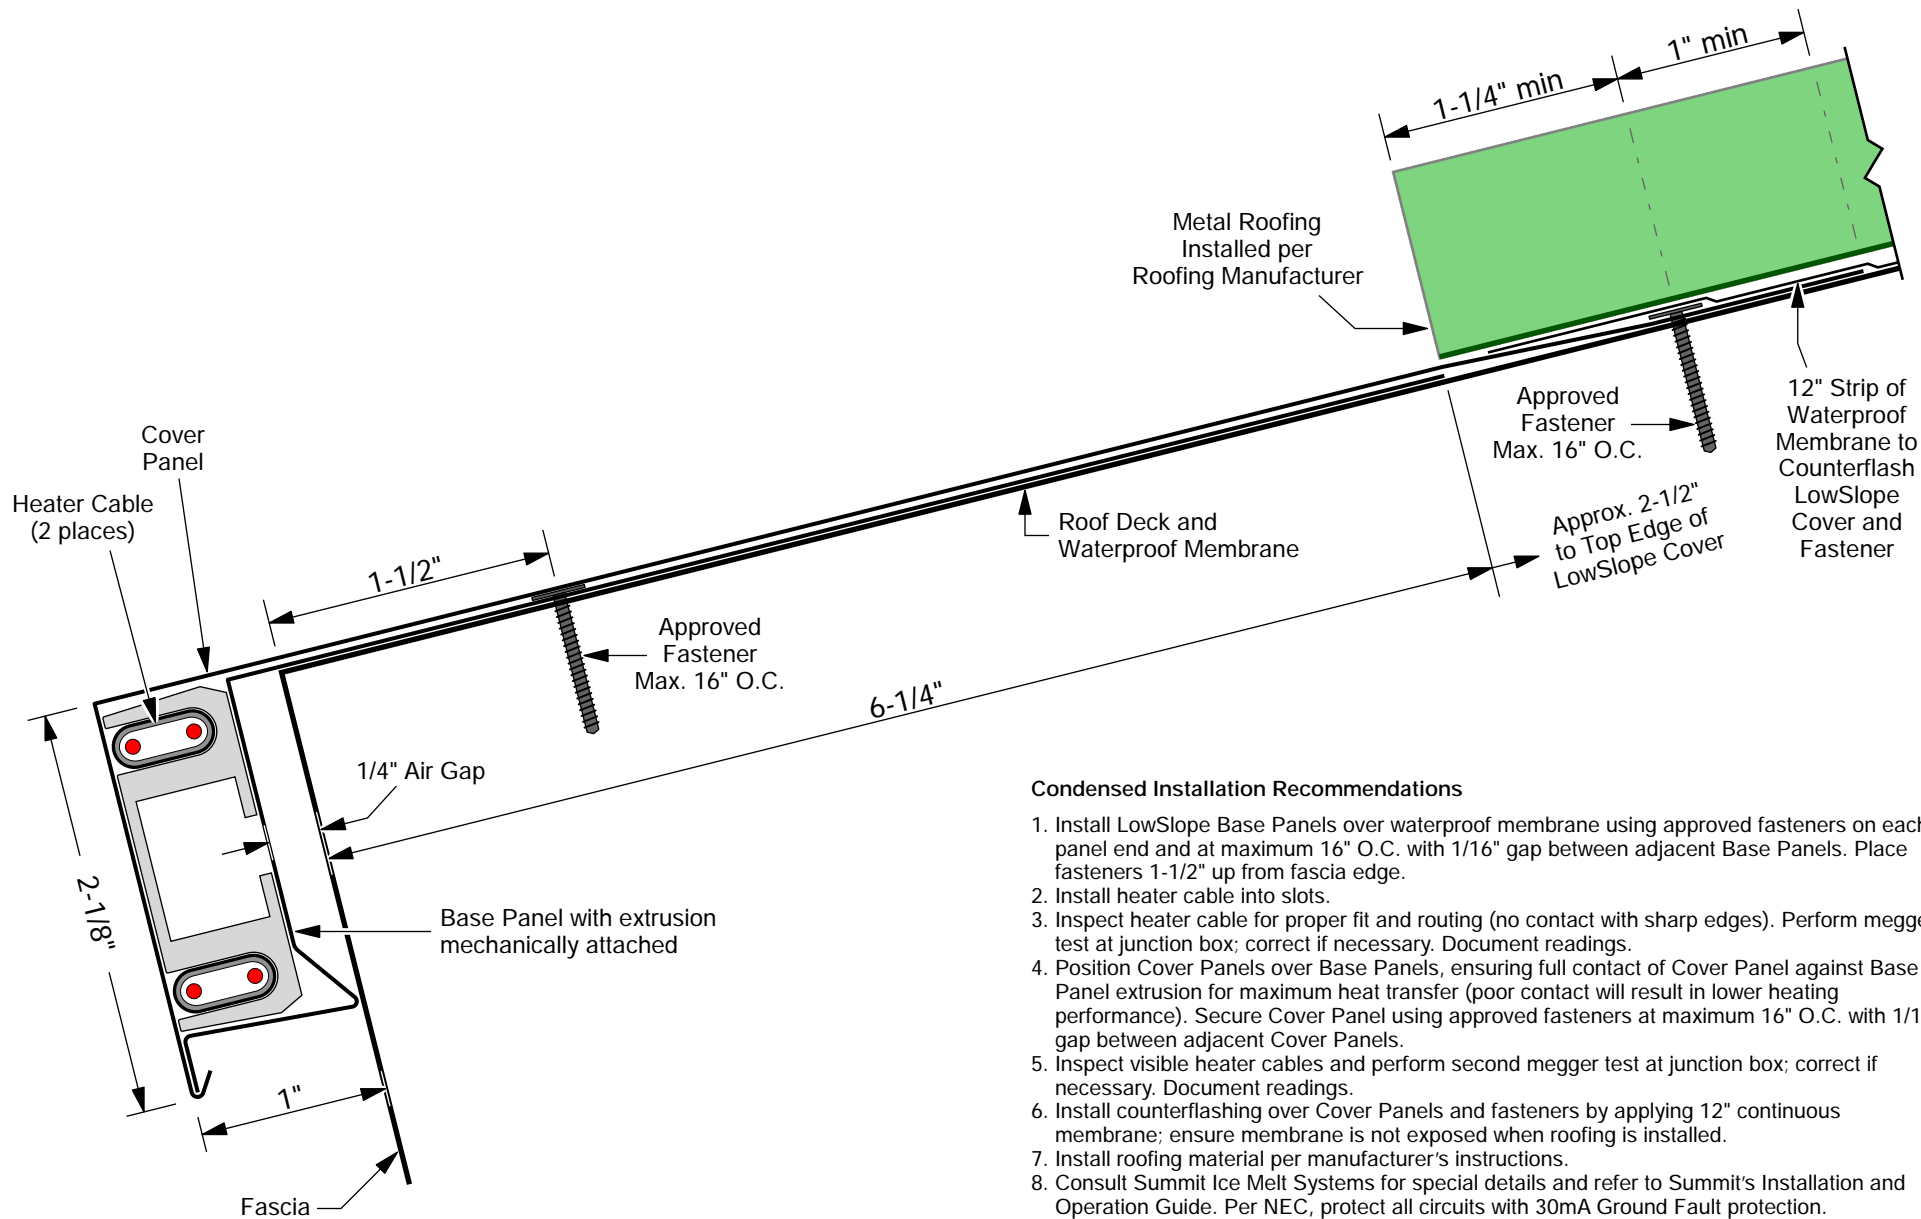 1" min
1-1/4" min
Metal Roofing
Installed per
Roofing Manufacturer
Approved
Fastener
Max. 16" O.C.
12" Strip of
Waterproof
Membrane to
Counterflash
LowSlope
Cover and
Fastener
Cover
Panel
Heater Cable
(2 places)
1-1/2"
Roof Deck and
Waterproof Membrane
Approx. 2-1/2"
to Top Edge of
LowSlope Cover
Approved
Fastener
Max. 16" O.C.
6-1/4"
1/4" Air Gap
2-1/8"
Base Panel with extrusion
mechanically attached
1"
Fascia
Condensed Installation Recommendations
1. Install LowSlope Base Panels over waterproof membrane using approved fasteners on each
panel end and at maximum 16" O.C. with 1/16" gap between adjacent Base Panels. Place
fasteners 1-1/2" up from fascia edge.
2. Install heater cable into slots.
3. Inspect heater cable for proper fit and routing (no contact with sharp edges). Perform megge
test at junction box; correct if necessary. Document readings.
4. Position Cover Panels over Base Panels, ensuring full contact of Cover Panel against Base
Panel extrusion for maximum heat transfer (poor contact will result in lower heating
performance). Secure Cover Panel using approved fasteners at maximum 16" O.C. with 1/1
gap between adjacent Cover Panels.
5. Inspect visible heater cables and perform second megger test at junction box; correct if
necessary. Document readings.
6. Install counterflashing over Cover Panels and fasteners by applying 12" continuous
membrane; ensure membrane is not exposed when roofing is installed.
7. Install roofing material per manufacturer's instructions.
8. Consult Summit Ice Melt Systems for special details and refer to Summit's Installation and
Operation Guide. Per NEC, protect all circuits with 30mA Ground Fault protection.